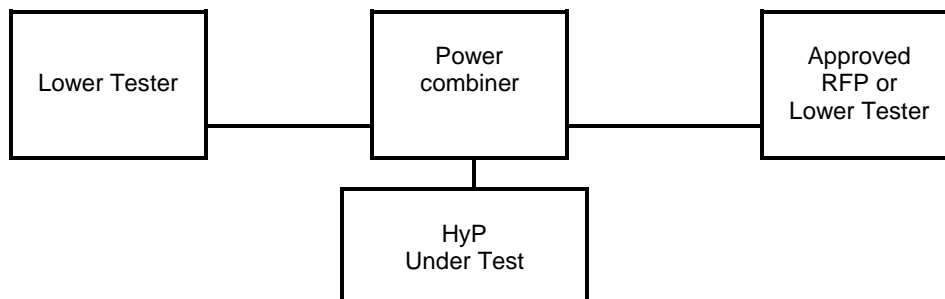 Lower Tester
Power
combiner
Approved
RFP or
Lower Tester
HyP
Under Test